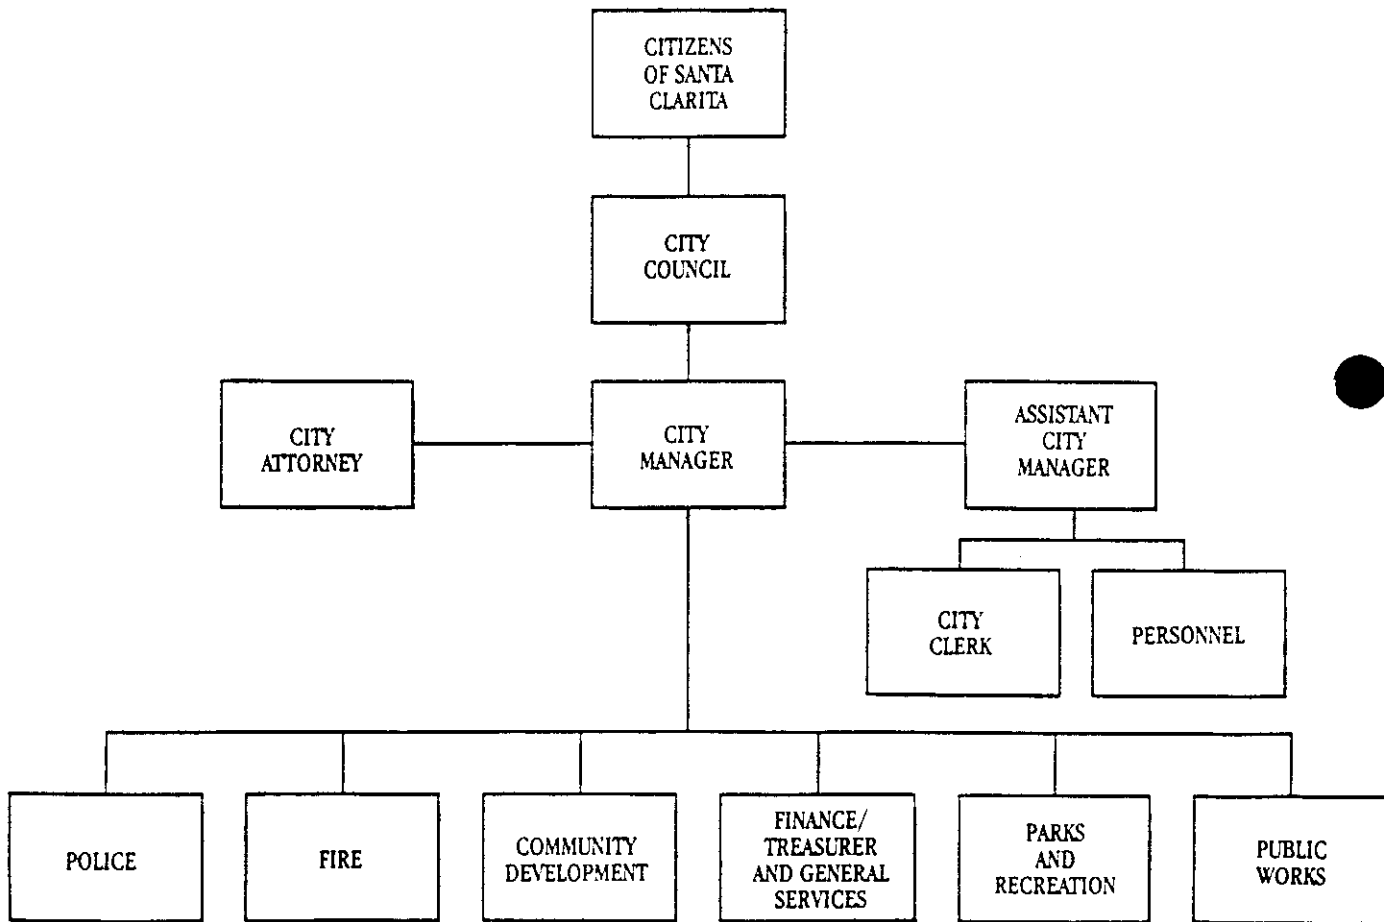 CITIZENS
OF SANTA
CLARITA
CITY
COUNCIL
CITY
ATTORNEY
CITY
MANAGER
ASSISTANT
CITY
MANAGER
CITY
CLERK
PERSONNEL
POLICE
FIRE
COMMUNITY
DEVELOPMENT
FINANCE/
TREASURER
AND GENERAL
SERVICES
PARKS
AND
RECREATION
PUBLIC
WORKS